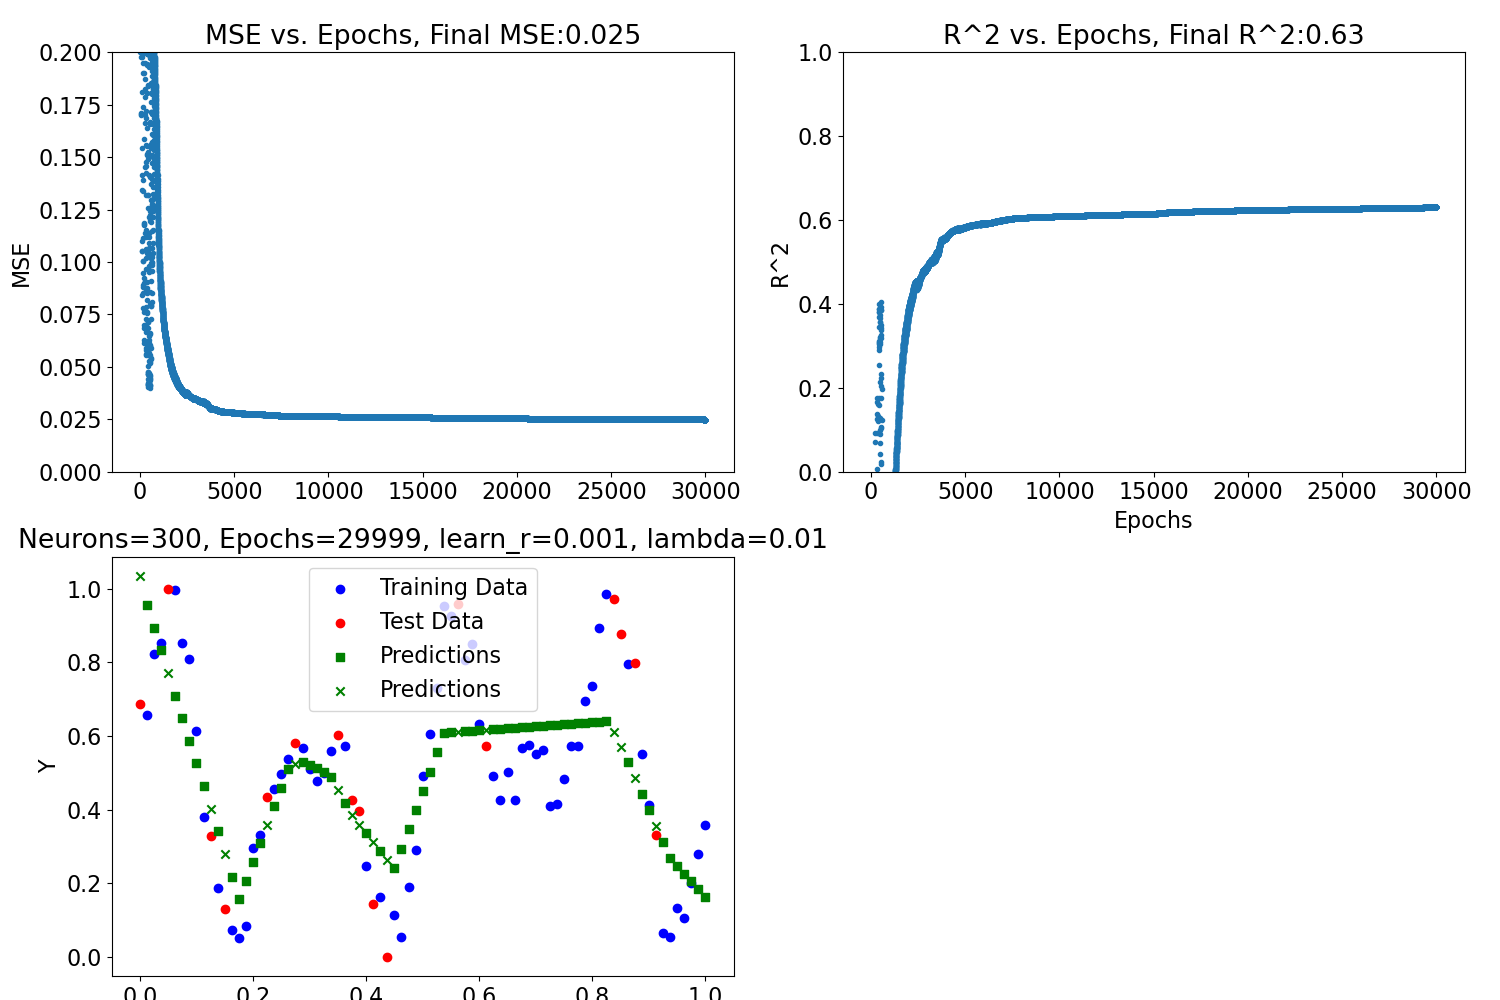 MSE vs. Epochs, Final MSE:0.025
0.200
0.175
0.150
0.125
0.100
0.075
0.050
0.025
0.000
MSE
0 5000 10000 15000 20000 25000 30000
R^2 vs. Epochs, Final R^2:0.63
1.0
0.8
0.6
0.4
0.2
0.0
R^2
0 5000 10000 15000 20000 25000 30000
Epochs
Neurons=300, Epochs=29999, learn_r=0.001, lambda=0.01
1.0
0.8
0.6
0.4
0.2
0.0
Y
Training Data
Test Data
Predictions
Predictions
0.0 0.2 0.4 0.6 0.8 1.0